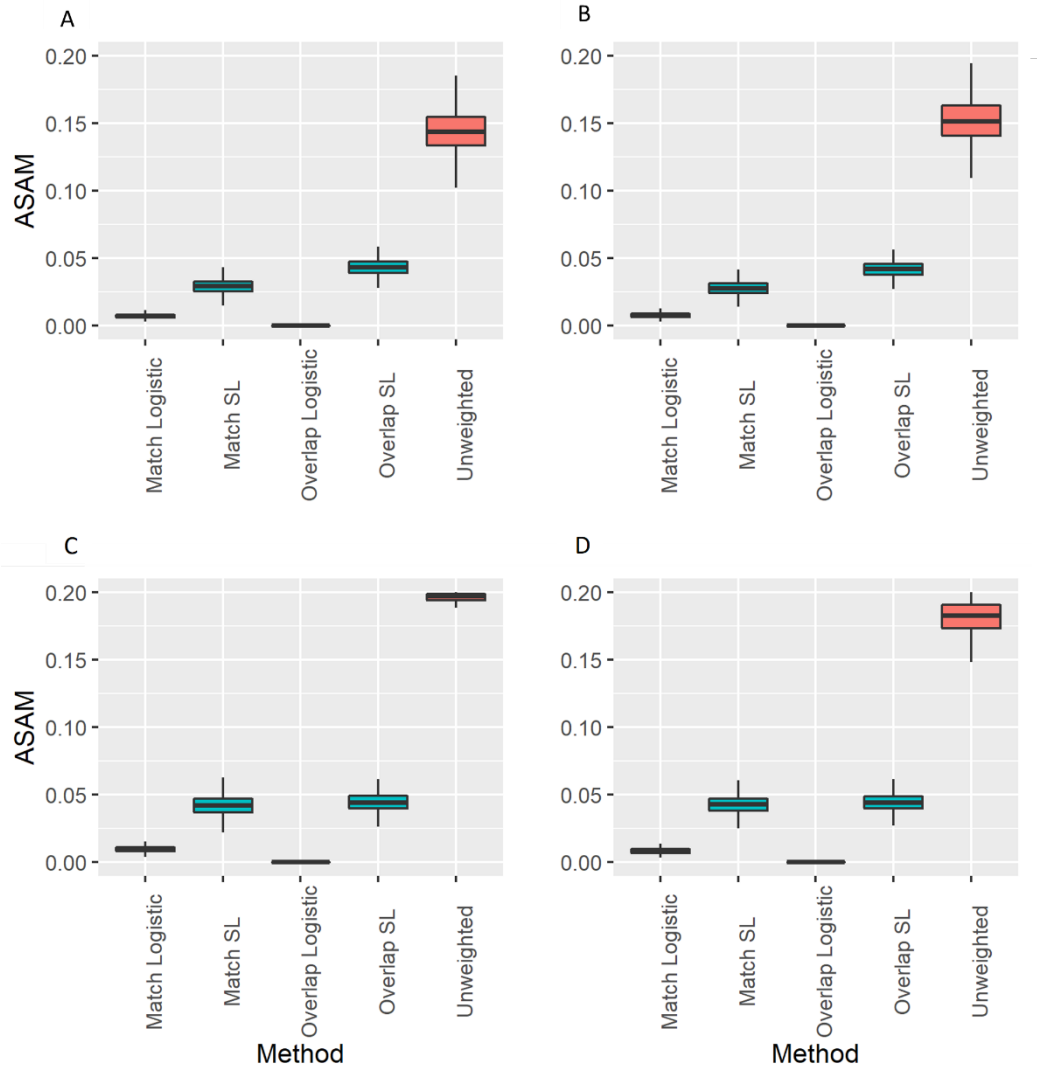 A
B
0.20
0.15
0.10
0.05
0.00
ASAM
Match Logistic
Match SL
Overlap Logistic
Overlap SL
Unweighted
0.20
0.15
0.10
0.05
0.00
Match Logistic
Match SL
Overlap Logistic
Overlap SL
Unweighted
C
D
0.20
0.15
0.10
0.05
0.00
ASAM
Match Logistic
Match SL
Overlap Logistic
Overlap SL
Unweighted
Method
0.20
0.15
0.10
0.05
0.00
Match Logistic
Match SL
Overlap Logistic
Overlap SL
Unweighted
Method